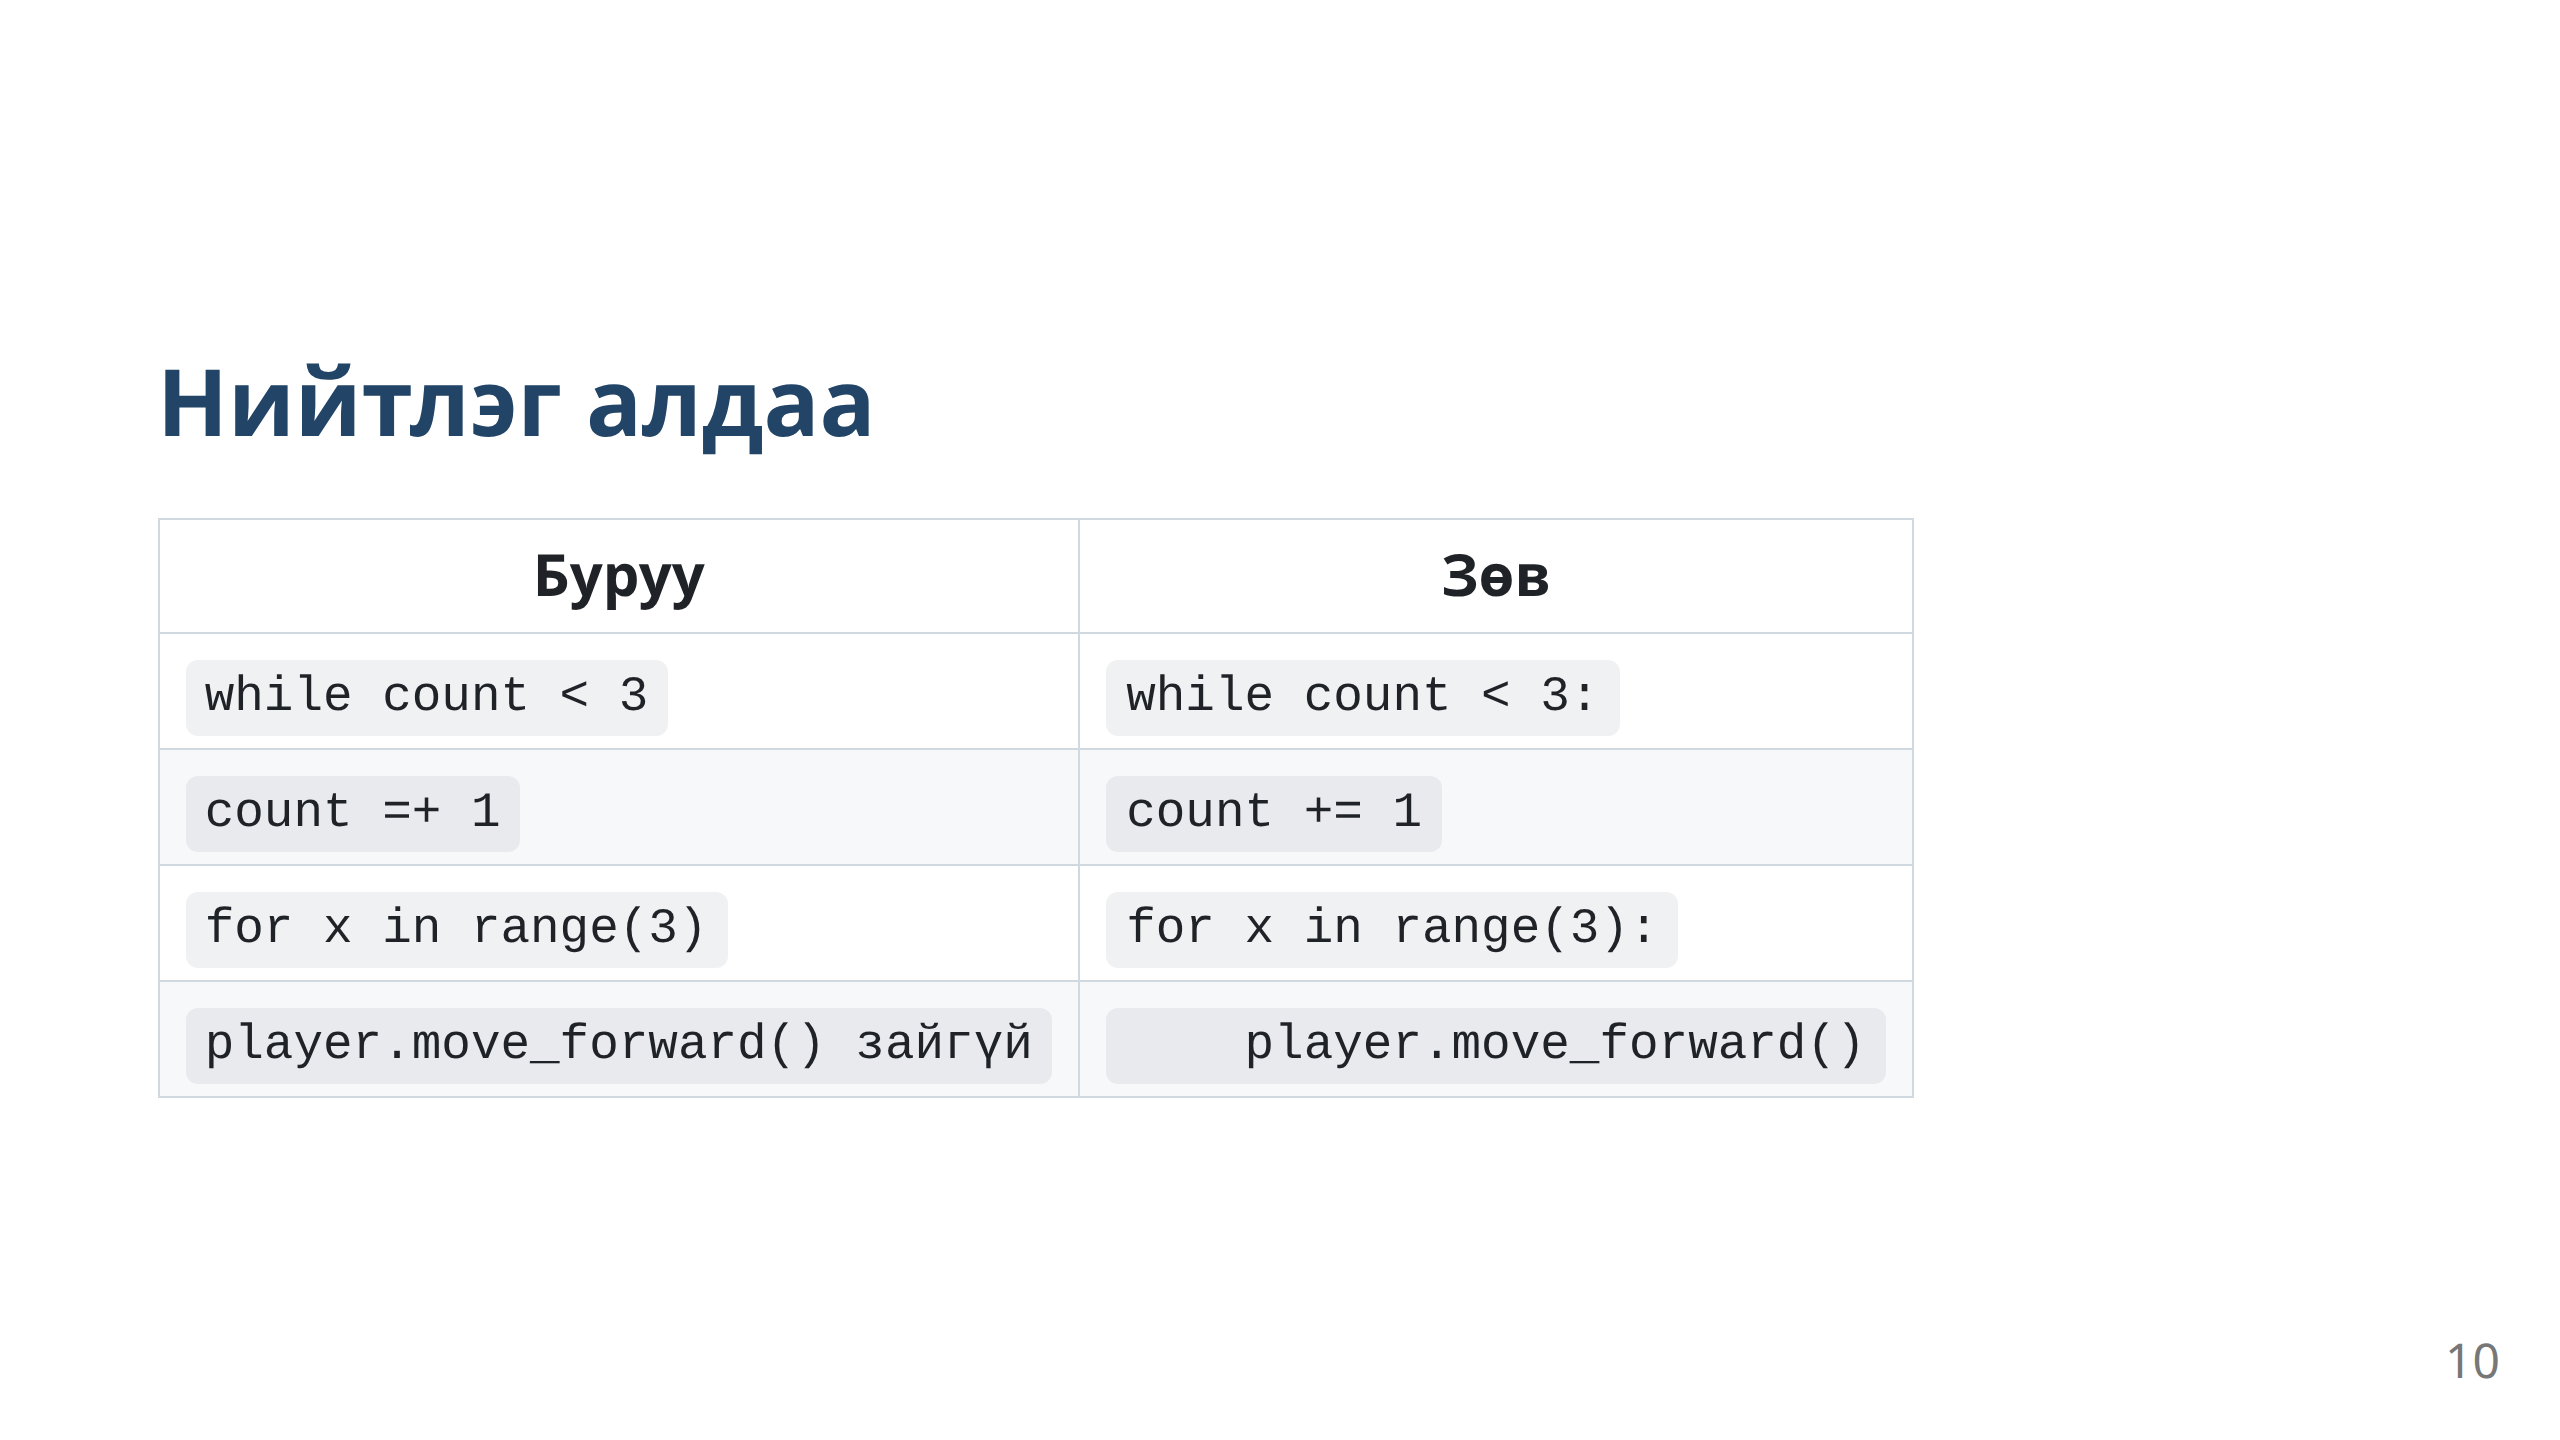 Нийтлэг алдаа
Буруу Зөв
while count < 3 while count < 3:
count =+ 1 count += 1
for x in range(3) for x in range(3):
player.move_forward() зайгүй     player.move_forward()
10